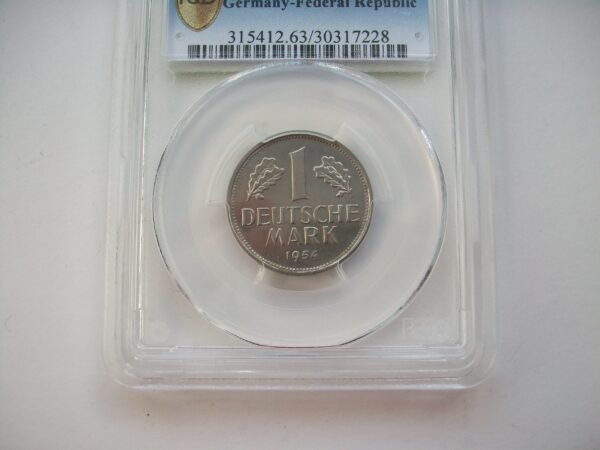 Germany-Federal Republic
315412.63/30317228
1
DEUTSCHE
MARK
1954